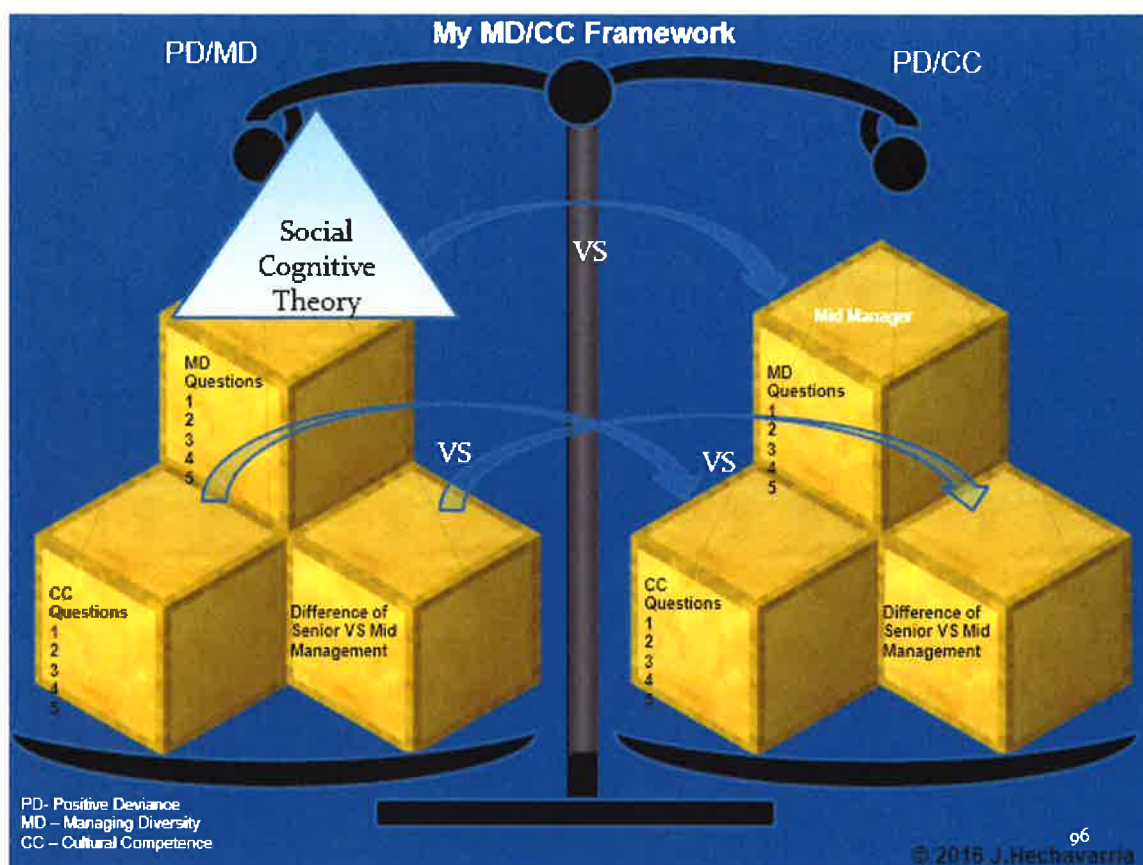 My MD/CC Framework
PD/MD
PD/CC
Social
Cognitive
Theory
VS
Mid Manager
MD
Questions
1
2
3
4
5
MD
Questions
1
2
3
4
5
VS
VS
CC
Questions
1
2
3
4
5
Difference of
Senior VS Mid
Management
CC
Questions
1
2
3
4
5
Difference of
Senior VS Mid
Management
PD- Positive Deviance
MD – Managing Diversity
CC – Cultural Competence
96
© 2016 J.Hechavarria